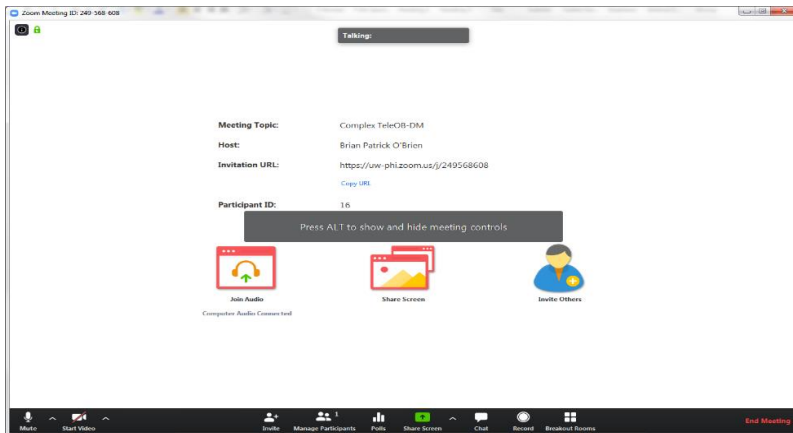 Zoom Meeting ID: 249-568-608
Talking:
Meeting Topic: Complex TeleOB-DM
Host: Brian Patrick O'Brien
Invitation URL: https://uw-phi.zoom.us/j/249568608
Copy URL
Participant ID: 16
Press ALT to show and hide meeting controls
Join Audio Share Screen Invite Others
Computer Audio Connected
1
Mute Start Video Invite Manage Participants Polls Share Screen Chat Record Breakout Rooms End Meeting